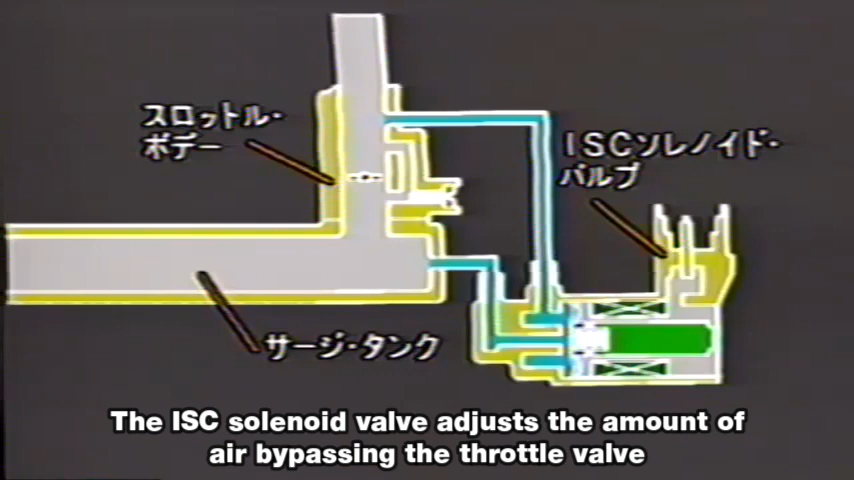 スロットル・
ボデー
ISCソレノイド・
バルブ
サージ・タンク
The ISC solenoid valve adjusts the amount of
air bypassing the throttle valve